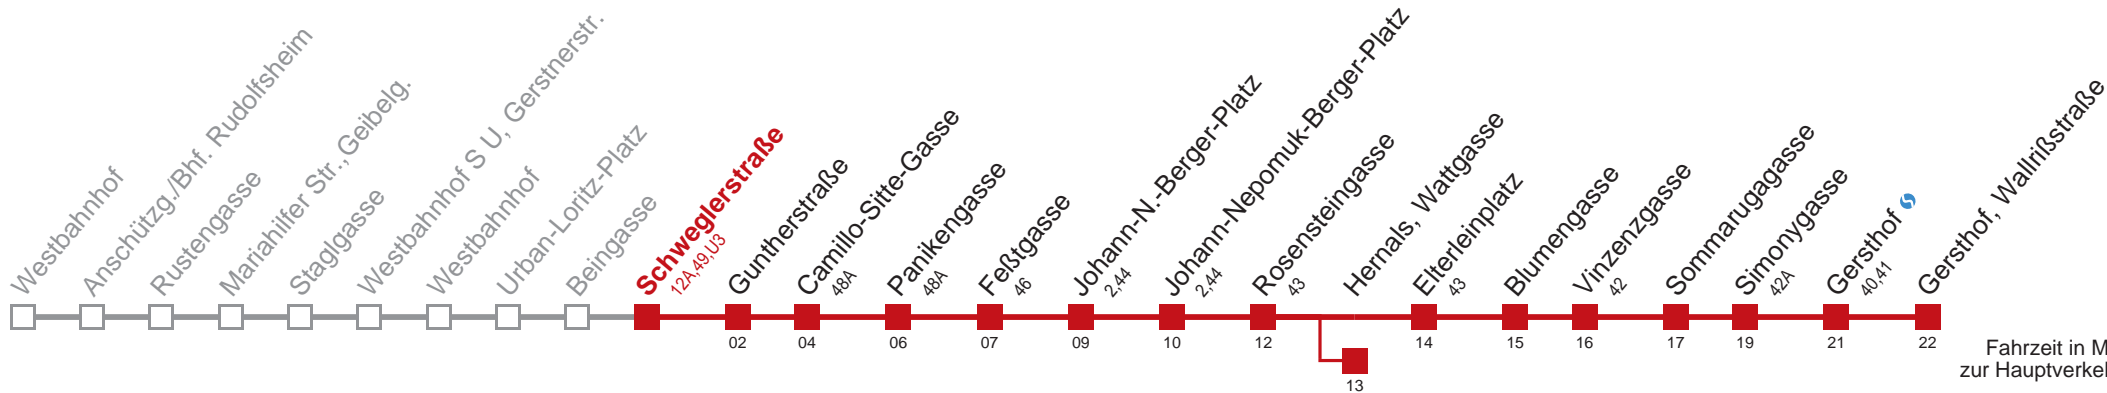 Westbahnhof
Anschützg./Bhf. Rudolfsheim
Rustengasse
Mariahilfer Str., Geibelg.
Staglgasse
Westbahnhof S U, Gerstnerstr.
Westbahnhof
Urban-Loritz-Platz
Beingasse
Schweglerstraße
12A,49,U3
Guntherstraße
02
Camillo-Sitte-Gasse
48A
04
Panikengasse
48A
06
Feßtgasse
46
07
Johann-N.-Berger-Platz
2,44
09
Johann-Nepomuk-Berger-Platz
2,44
10
Rosensteingasse
43
12
Hernals, Wattgasse
13
Elterleinplatz
43
14
Blumengasse
15
Vinzenzgasse
42
16
Sommarugagasse
17
Simonygasse
42A
19
Gersthof
40,41
21
Gersthof, Wallrißstraße
22
Fahrzeit in M
zur Hauptverkeh